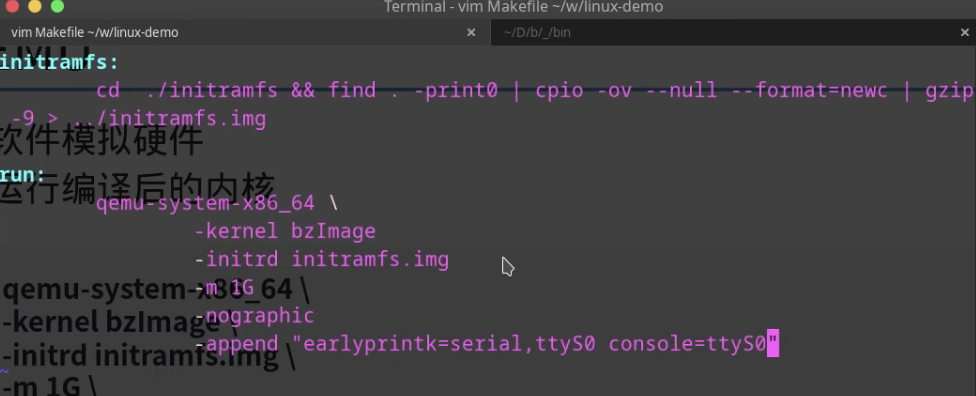 Terminal - vim Makefile ~/w/linux-demo
vim Makefile ~/w/linux-demo × ~/D/b/_/bin ×
initramfs:
cd ./initramfs && find . -print0 | cpio -ov --null --format=newc | gzip
-9 > ../initramfs.img
软件模拟硬件
run:
运行编译后的内核
qemu-system-x86_64 \
-kernel bzImage
-initrd initramfs.img
-m 1G
-nographic
-append "earlyprintk=serial,ttyS0 console=ttyS0"
qemu-system-x86_64 \
-kernel bzImage \
-initrd initramfs.img \
~
-m 1G \